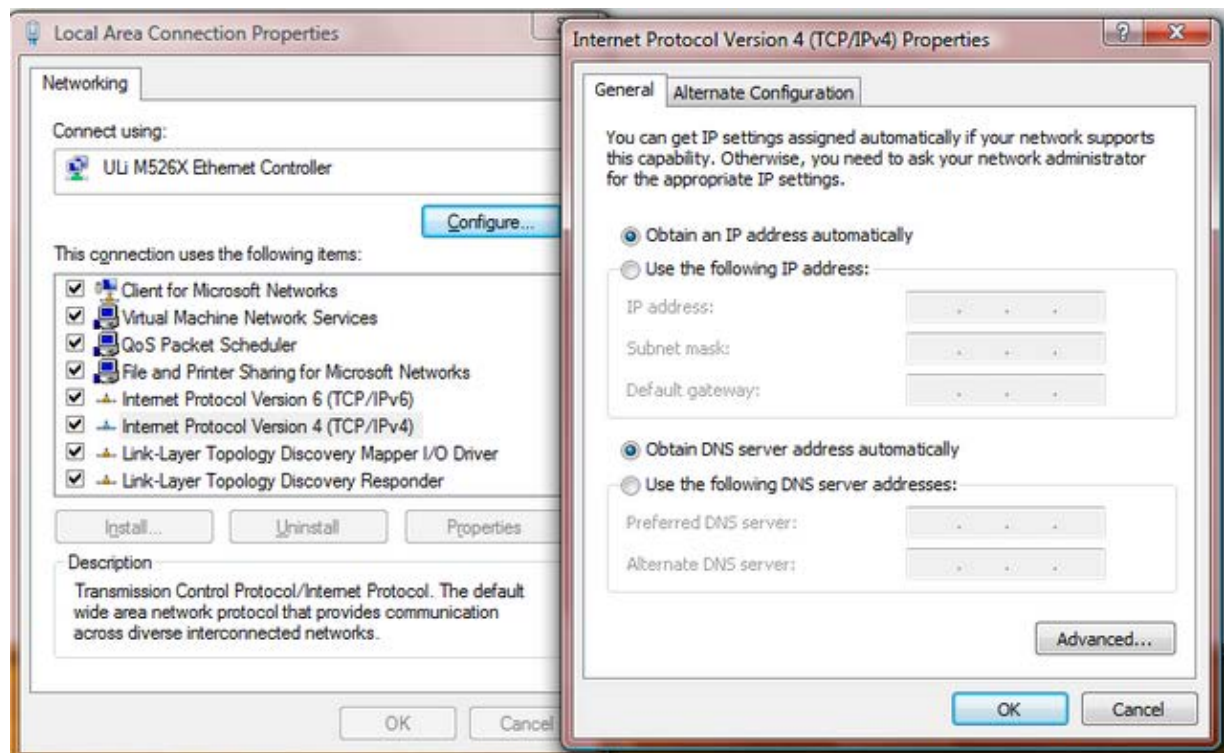 Local Area Connection Properties
Networking
Connect using:
ULi M526X Ethernet Controller
Configure...
This connection uses the following items:
Client for Microsoft Networks
Virtual Machine Network Services
QoS Packet Scheduler
File and Printer Sharing for Microsoft Networks
Internet Protocol Version 6 (TCP/IPv6)
Internet Protocol Version 4 (TCP/IPv4)
Link-Layer Topology Discovery Mapper I/O Driver
Link-Layer Topology Discovery Responder
Install...
Uninstall
Properties
Description
Transmission Control Protocol/Internet Protocol. The default
wide area network protocol that provides communication
across diverse interconnected networks.
OK
Cancel
Internet Protocol Version 4 (TCP/IPv4) Properties
?
General
Alternate Configuration
You can get IP settings assigned automatically if your network supports
this capability. Otherwise, you need to ask your network administrator
for the appropriate IP settings.
Obtain an IP address automatically
Use the following IP address:
IP address:
Subnet mask:
Default gateway:
Obtain DNS server address automatically
Use the following DNS server addresses:
Preferred DNS server:
Alternate DNS server:
Advanced...
OK
Cancel